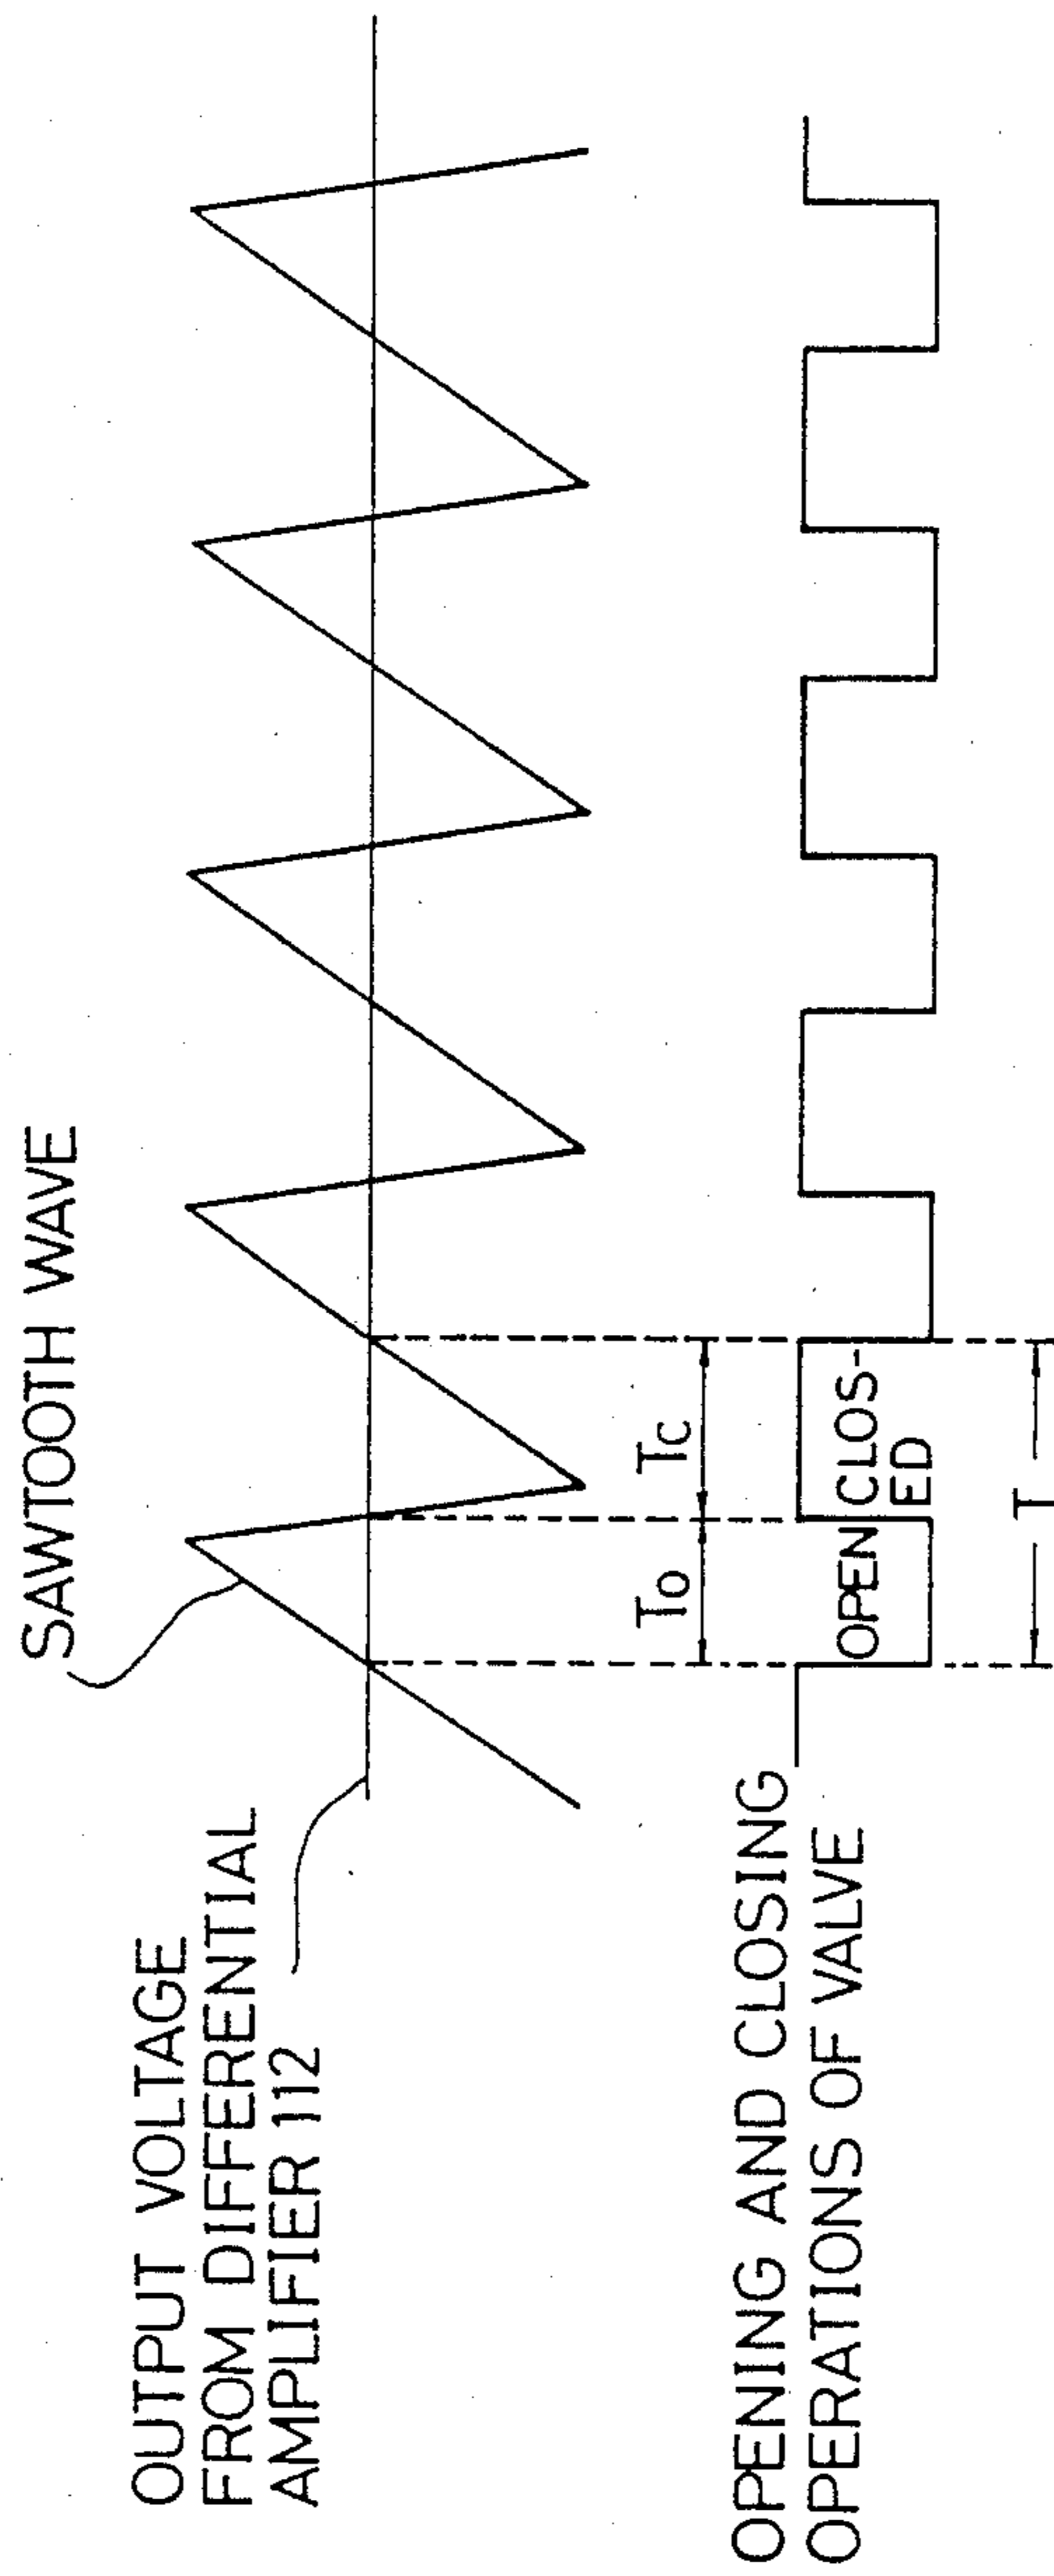 SAWTOOTH WAVE
OUTPUT VOLTAGE
FROM DIFFERENTIAL
AMPLIFIER 112
To
Tc
OPENING AND CLOSING
OPERATIONS OF VALVE
OPEN
CLOS-
ED
T